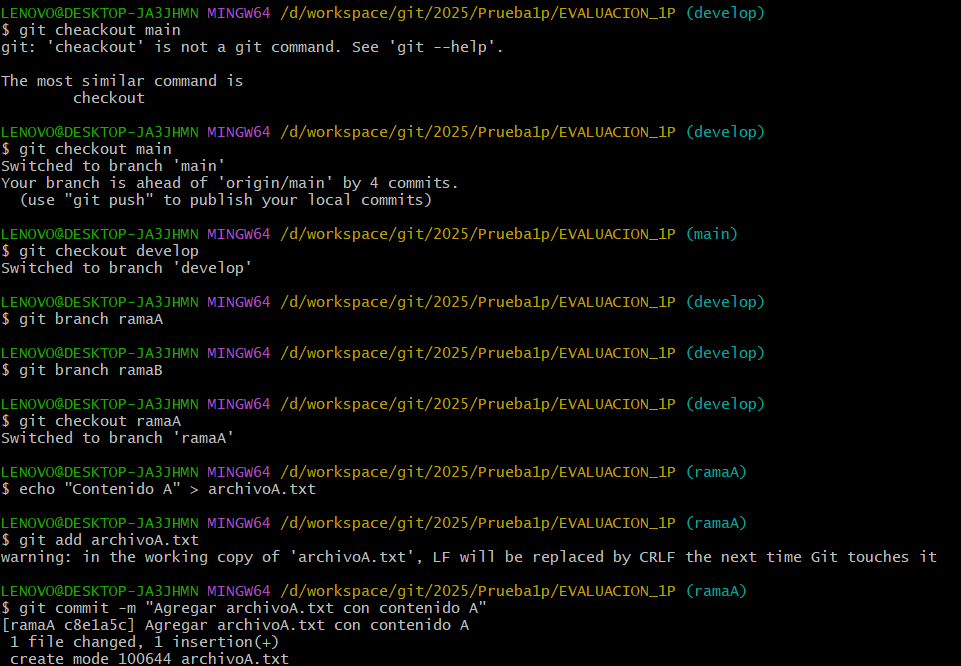 LENOVO@DESKTOP-JA3JHMN MINGW64 /d/workspace/git/2025/Prueba1p/EVALUACION_1P (develop)
$ git cheackout main
git: 'cheackout' is not a git command. See 'git --help'.

The most similar command is
        checkout

LENOVO@DESKTOP-JA3JHMN MINGW64 /d/workspace/git/2025/Prueba1p/EVALUACION_1P (develop)
$ git checkout main
Switched to branch 'main'
Your branch is ahead of 'origin/main' by 4 commits.
  (use "git push" to publish your local commits)

LENOVO@DESKTOP-JA3JHMN MINGW64 /d/workspace/git/2025/Prueba1p/EVALUACION_1P (main)
$ git checkout develop
Switched to branch 'develop'

LENOVO@DESKTOP-JA3JHMN MINGW64 /d/workspace/git/2025/Prueba1p/EVALUACION_1P (develop)
$ git branch ramaA

LENOVO@DESKTOP-JA3JHMN MINGW64 /d/workspace/git/2025/Prueba1p/EVALUACION_1P (develop)
$ git branch ramaB

LENOVO@DESKTOP-JA3JHMN MINGW64 /d/workspace/git/2025/Prueba1p/EVALUACION_1P (develop)
$ git checkout ramaA
Switched to branch 'ramaA'

LENOVO@DESKTOP-JA3JHMN MINGW64 /d/workspace/git/2025/Prueba1p/EVALUACION_1P (ramaA)
$ echo "Contenido A" > archivoA.txt

LENOVO@DESKTOP-JA3JHMN MINGW64 /d/workspace/git/2025/Prueba1p/EVALUACION_1P (ramaA)
$ git add archivoA.txt
warning: in the working copy of 'archivoA.txt', LF will be replaced by CRLF the next time Git touches it

LENOVO@DESKTOP-JA3JHMN MINGW64 /d/workspace/git/2025/Prueba1p/EVALUACION_1P (ramaA)
$ git commit -m "Agregar archivoA.txt con contenido A"
[ramaA c8e1a5c] Agregar archivoA.txt con contenido A
 1 file changed, 1 insertion(+)
 create mode 100644 archivoA.txt